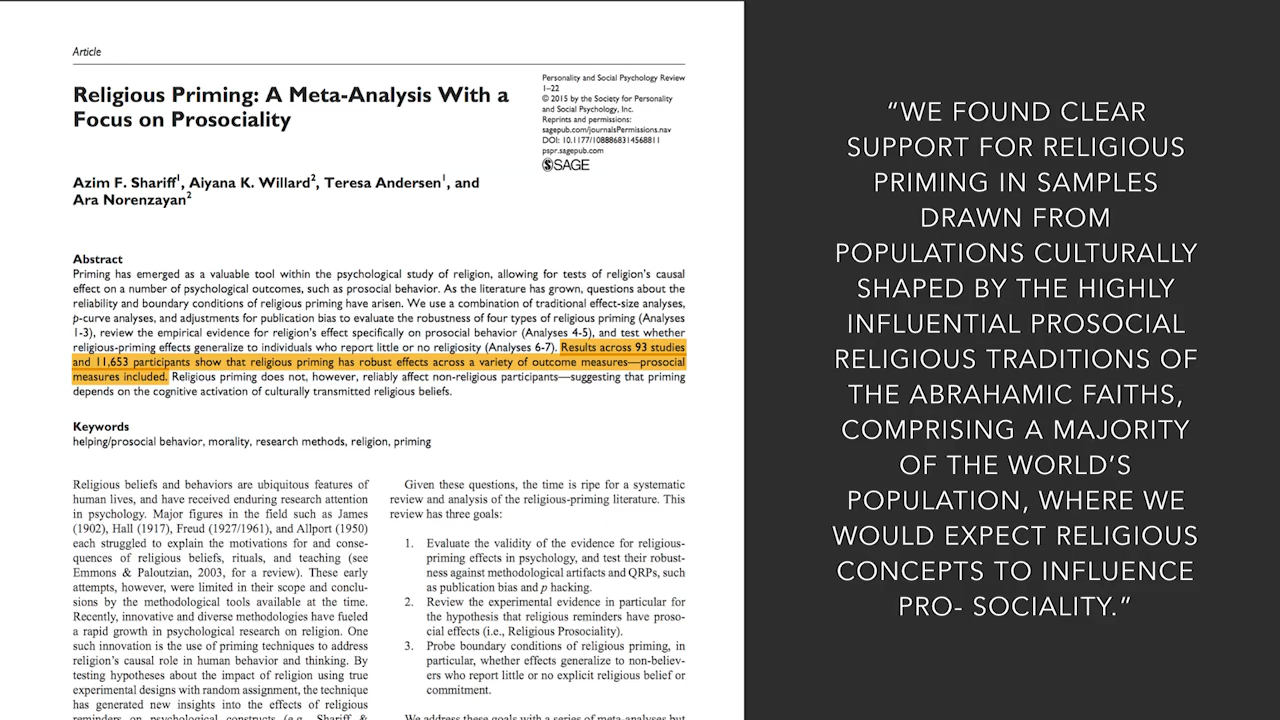 Article
Religious Priming: A Meta-Analysis With a
Focus on Prosociality
Personality and Social Psychology Review
1–22
© 2015 by the Society for Personality
and Social Psychology, Inc.
Reprints and permissions:
sagepub.com/journalsPermissions.nav
DOI: 10.1177/1088868314568811
pspr.sagepub.com
SAGE
Azim F. Shariff1, Aiyana K. Willard2, Teresa Andersen1, and
Ara Norenzayan2
Abstract
Priming has emerged as a valuable tool within the psychological study of religion, allowing for tests of religion’s causal
effect on a number of psychological outcomes, such as prosocial behavior. As the literature has grown, questions about the
reliability and boundary conditions of religious priming have arisen. We use a combination of traditional effect-size analyses,
p-curve analyses, and adjustments for publication bias to evaluate the robustness of four types of religious priming (Analyses
1-3), review the empirical evidence for religion’s effect specifically on prosocial behavior (Analyses 4-5), and test whether
religious-priming effects generalize to individuals who report little or no religiosity (Analyses 6-7). Results across 93 studies
and 11,653 participants show that religious priming has robust effects across a variety of outcome measures—prosocial
measures included. Religious priming does not, however, reliably affect non-religious participants—suggesting that priming
depends on the cognitive activation of culturally transmitted religious beliefs.
Keywords
helping/prosocial behavior, morality, research methods, religion, priming
Religious beliefs and behaviors are ubiquitous features of
human lives, and have received enduring research attention
in psychology. Major figures in the field such as James
(1902), Hall (1917), Freud (1927/1961), and Allport (1950)
each struggled to explain the motivations for and conse-
quences of religious beliefs, rituals, and teaching (see
Emmons & Paloutzian, 2003, for a review). These early
attempts, however, were limited in their scope and conclu-
sions by the methodological tools available at the time.
Recently, innovative and diverse methodologies have fueled
a rapid growth in psychological research on religion. One
such innovation is the use of priming techniques to address
religion’s causal role in human behavior and thinking. By
testing hypotheses about the impact of religion using true
experimental designs with random assignment, the technique
has generated new insights into the effects of religious
reminders on psychological constructs (e.g., Shariff &
Given these questions, the time is ripe for a systematic
review and analysis of the religious-priming literature. This
review has three goals:
1. Evaluate the validity of the evidence for religious-
priming effects in psychology, and test their robust-
ness against methodological artifacts and QRPs, such
as publication bias and p hacking.
2. Review the experimental evidence in particular for
the hypothesis that religious reminders have proso-
cial effects (i.e., Religious Prosociality).
3. Probe boundary conditions of religious priming, in
particular, whether effects generalize to non-believ-
ers who report little or no explicit religious belief or
commitment.
We address these goals with a series of meta-analyses but
“WE FOUND CLEAR
SUPPORT FOR RELIGIOUS
PRIMING IN SAMPLES
DRAWN FROM
POPULATIONS CULTURALLY
SHAPED BY THE HIGHLY
INFLUENTIAL PROSOCIAL
RELIGIOUS TRADITIONS OF
THE ABRAHAMIC FAITHS,
COMPRISING A MAJORITY
OF THE WORLD’S
POPULATION, WHERE WE
WOULD EXPECT RELIGIOUS
CONCEPTS TO INFLUENCE
PRO- SOCIALITY.”